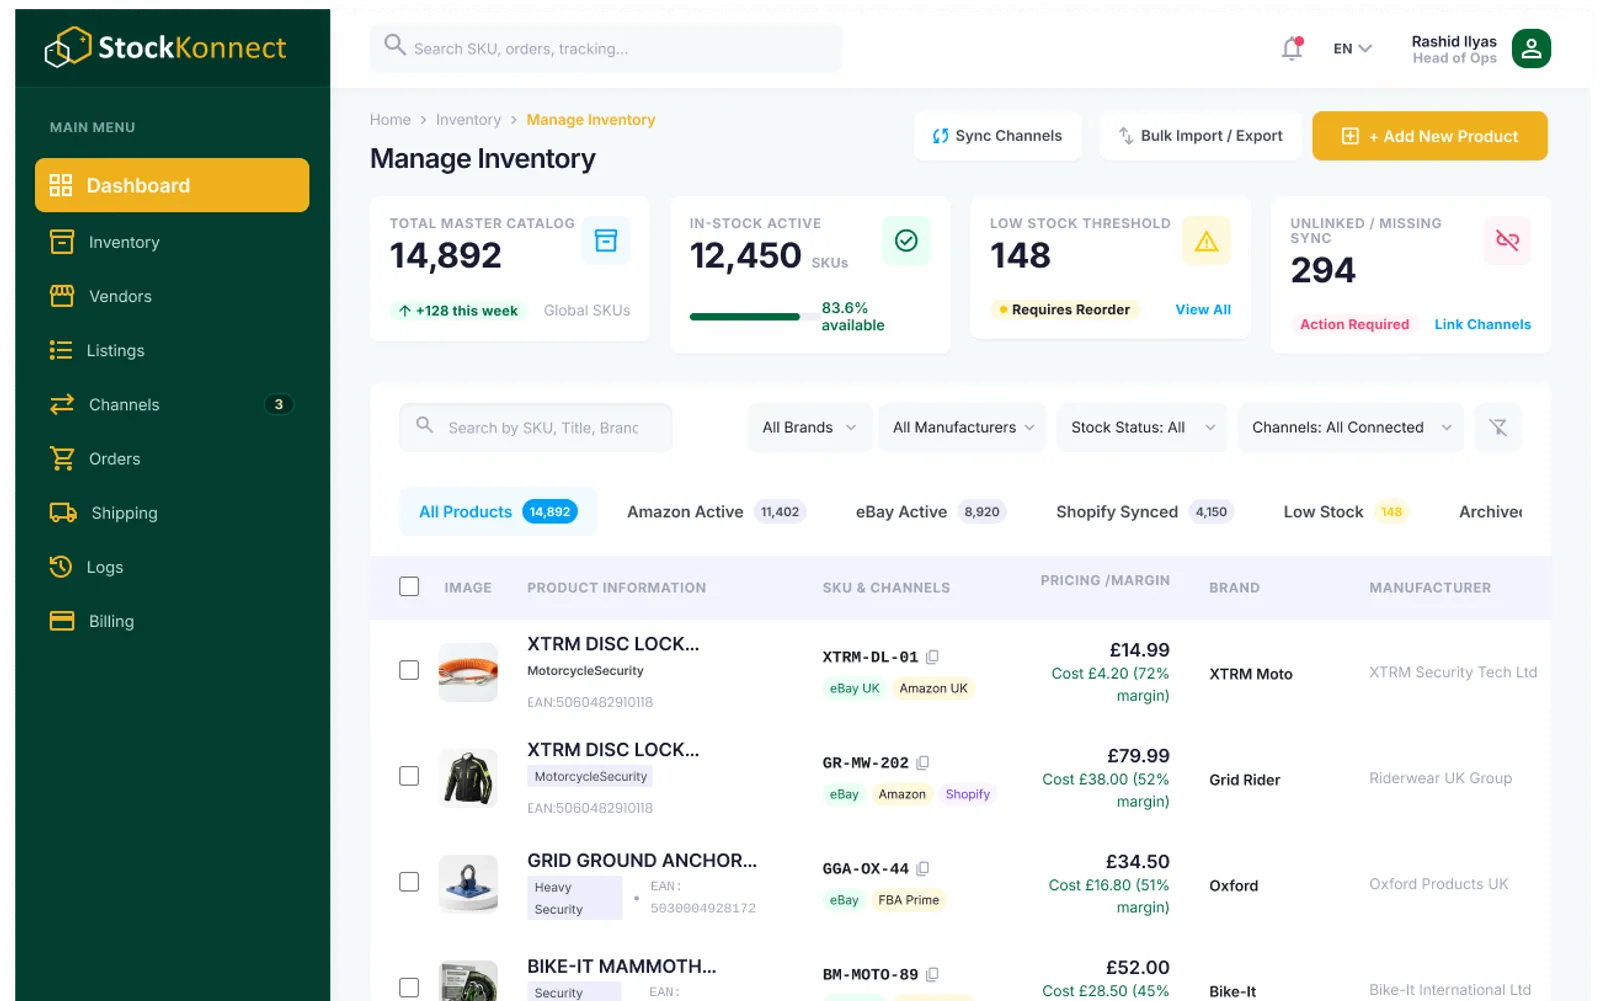 StockKonnect
Search SKU, orders, tracking...
EN
Rashid Ilyas
Head of Ops
MAIN MENU
Dashboard
Inventory
Vendors
Listings
Channels 3
Orders
Shipping
Logs
Billing
Home > Inventory > Manage Inventory
Manage Inventory
Sync Channels
Bulk Import / Export
+ Add New Product
TOTAL MASTER CATALOG
14,892
+128 this week Global SKUs
IN-STOCK ACTIVE
12,450 SKUs
83.6%
available
LOW STOCK THRESHOLD
148
Requires Reorder View All
UNLINKED / MISSING
SYNC
294
Action Required Link Channels
Search by SKU, Title, Branc
All Brands
All Manufacturers
Stock Status: All
Channels: All Connected
All Products 14,892
Amazon Active 11,402
eBay Active 8,920
Shopify Synced 4,150
Low Stock 148
Archived
IMAGE PRODUCT INFORMATION SKU & CHANNELS PRICING /MARGIN BRAND MANUFACTURER
XTRM DISC LOCK...
MotorcycleSecurity
EAN:5060482910118
XTRM-DL-01
eBay UK Amazon UK
£14.99
Cost £4.20 (72%
margin)
XTRM Moto
XTRM Security Tech Ltd
XTRM DISC LOCK...
MotorcycleSecurity
EAN:5060482910118
GR-MW-202
eBay Amazon Shopify
£79.99
Cost £38.00 (52%
margin)
Grid Rider
Riderwear UK Group
GRID GROUND ANCHOR...
Heavy
Security
• EAN:
5030004928172
GGA-OX-44
eBay FBA Prime
£34.50
Cost £16.80 (51%
margin)
Oxford
Oxford Products UK
BIKE-IT MAMMOTH...
Security
EAN:
BM-MOTO-89
£52.00
Cost £28.50 (45%
Bike-It
Bike-It International Ltd